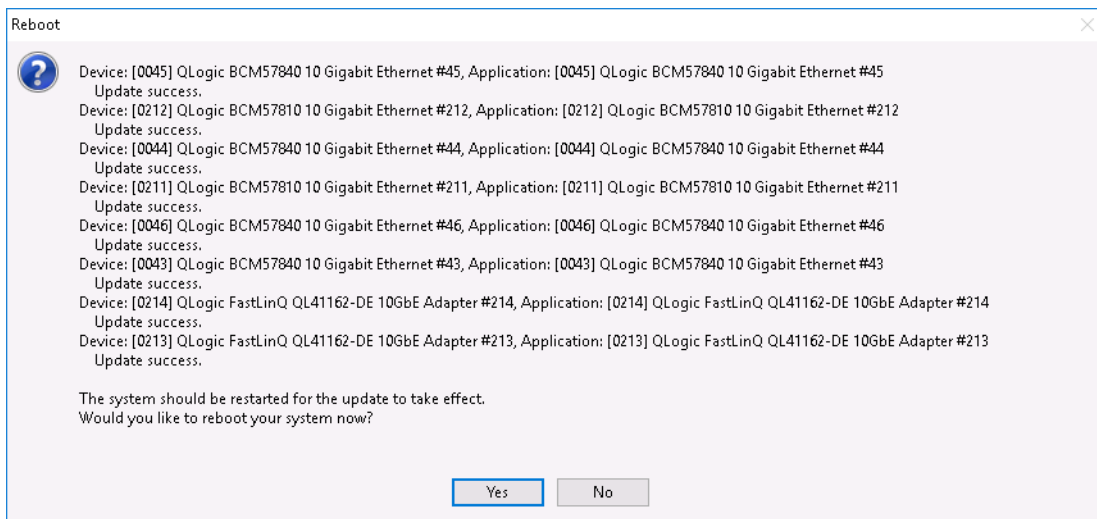 Reboot
Device: [0045] QLogic BCM57840 10 Gigabit Ethernet #45, Application: [0045] QLogic BCM57840 10 Gigabit Ethernet #45
Update success.
Device: [0212] QLogic BCM57810 10 Gigabit Ethernet #212, Application: [0212] QLogic BCM57810 10 Gigabit Ethernet #212
Update success.
Device: [0044] QLogic BCM57840 10 Gigabit Ethernet #44, Application: [0044] QLogic BCM57840 10 Gigabit Ethernet #44
Update success.
Device: [0211] QLogic BCM57810 10 Gigabit Ethernet #211, Application: [0211] QLogic BCM57810 10 Gigabit Ethernet #211
Update success.
Device: [0046] QLogic BCM57840 10 Gigabit Ethernet #46, Application: [0046] QLogic BCM57840 10 Gigabit Ethernet #46
Update success.
Device: [0043] QLogic BCM57840 10 Gigabit Ethernet #43, Application: [0043] QLogic BCM57840 10 Gigabit Ethernet #43
Update success.
Device: [0214] QLogic FastLinQ QL41162-DE 10GbE Adapter #214, Application: [0214] QLogic FastLinQ QL41162-DE 10GbE Adapter #214
Update success.
Device: [0213] QLogic FastLinQ QL41162-DE 10GbE Adapter #213, Application: [0213] QLogic FastLinQ QL41162-DE 10GbE Adapter #213
Update success.
The system should be restarted for the update to take effect.
Would you like to reboot your system now?
Yes No